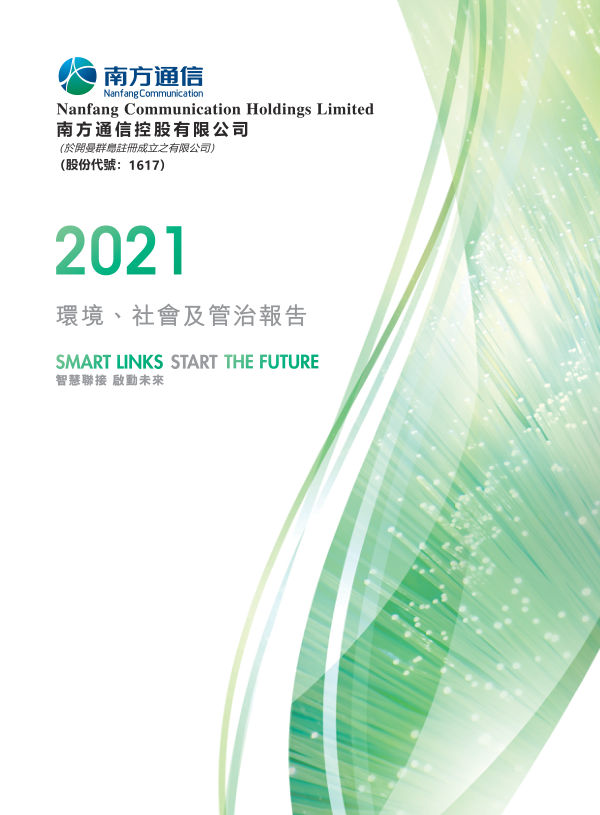 南方通信
Nanfang Communication
Nanfang Communication Holdings Limited
南方通信控股有限公司
（於開曼群島註冊成立之有限公司）
（股份代號：1617）
2021
環境、社會及管治報告
SMART LINKS START THE FUTURE
智慧聯接 啟動未來